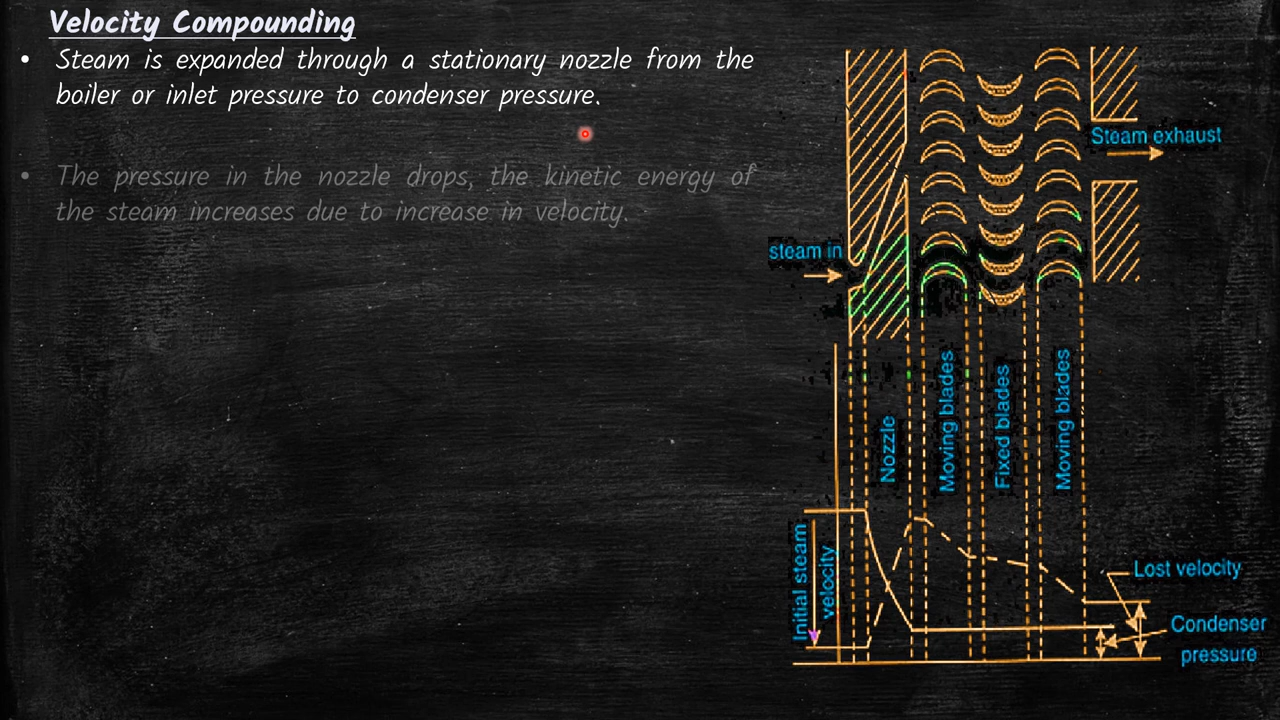 Velocity Compounding
• Steam is expanded through a stationary nozzle from the
boiler or inlet pressure to condenser pressure.
• The pressure in the nozzle drops, the kinetic energy of
the steam increases due to increase in velocity.
Steam exhaust
steam in
Nozzle
Moving blades
Fixed blades
Moving blades
Initial steam
velocity
Lost velocity
Condenser
pressure